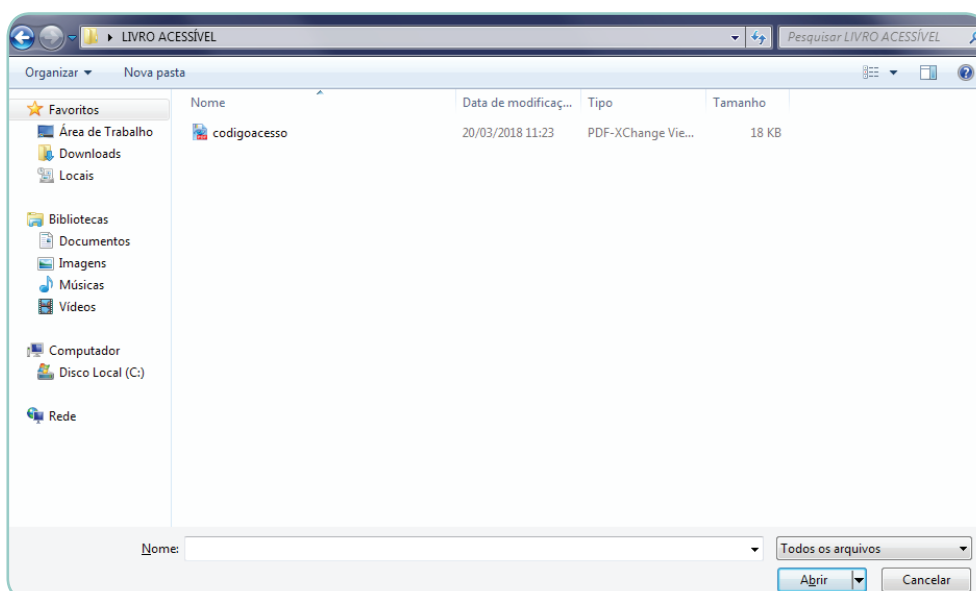 LIVRO ACESSÍVEL
Pesquisar LIVRO ACESSÍVEL
Organizar
Nova pasta
Favoritos
Área de Trabalho
Downloads
Locais
Bibliotecas
Documentos
Imagens
Músicas
Vídeos
Computador
Disco Local (C:)
Rede
Nome Data de modificaç... Tipo Tamanho
codigoacesso 20/03/2018 11:23 PDF-XChange Vie... 18 KB
Nome:
Todos os arquivos
Abrir
Cancelar